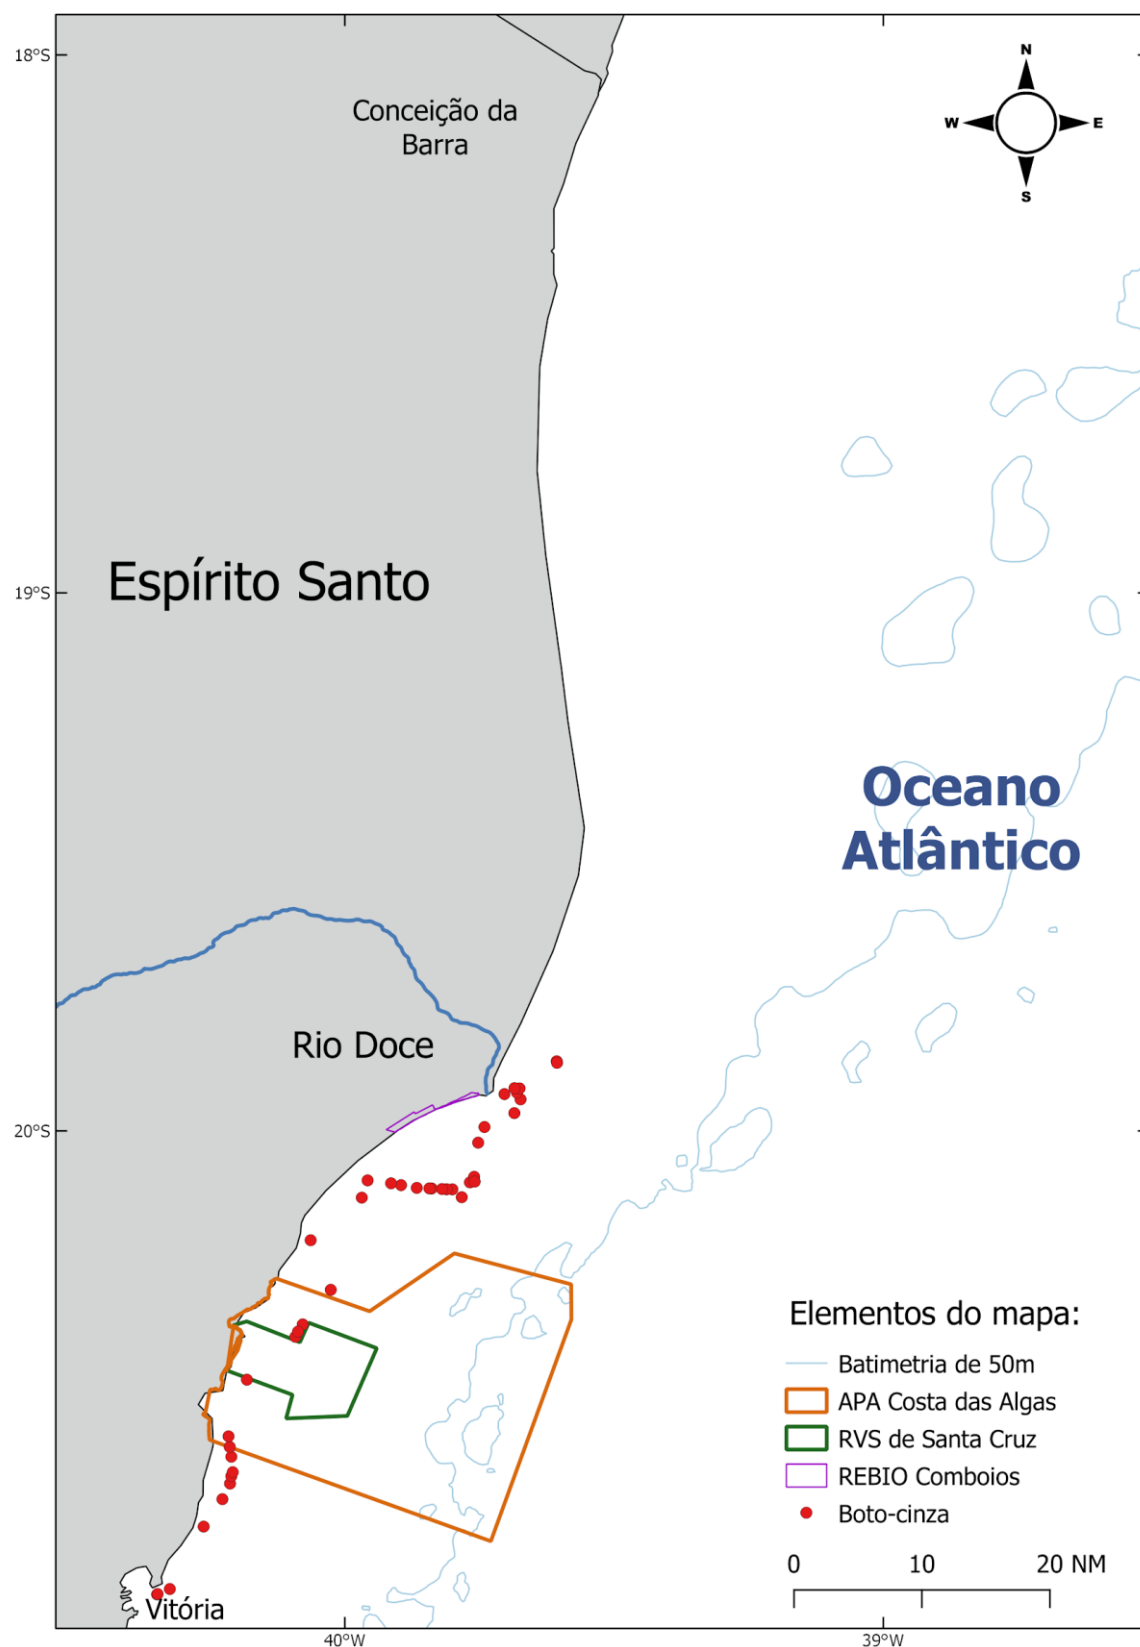 18°S
Conceição da
Barra
N
W
E
S
Espírito Santo
19°S
Oceano
Atlântico
Rio Doce
20°S
Elementos do mapa:
Batimetria de 50m
APA Costa das Algas
RVS de Santa Cruz
REBIO Comboios
Boto-cinza
0
10
20 NM
Vitória
40°W
39°W